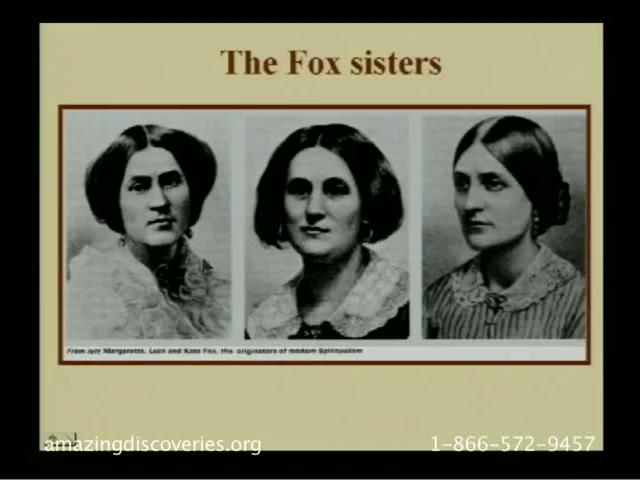 The Fox sisters
From left Margaretta, Leah and Kate Fox, the originators of modern Spiritualism
amazingdiscoveries.org
1-866-572-9457